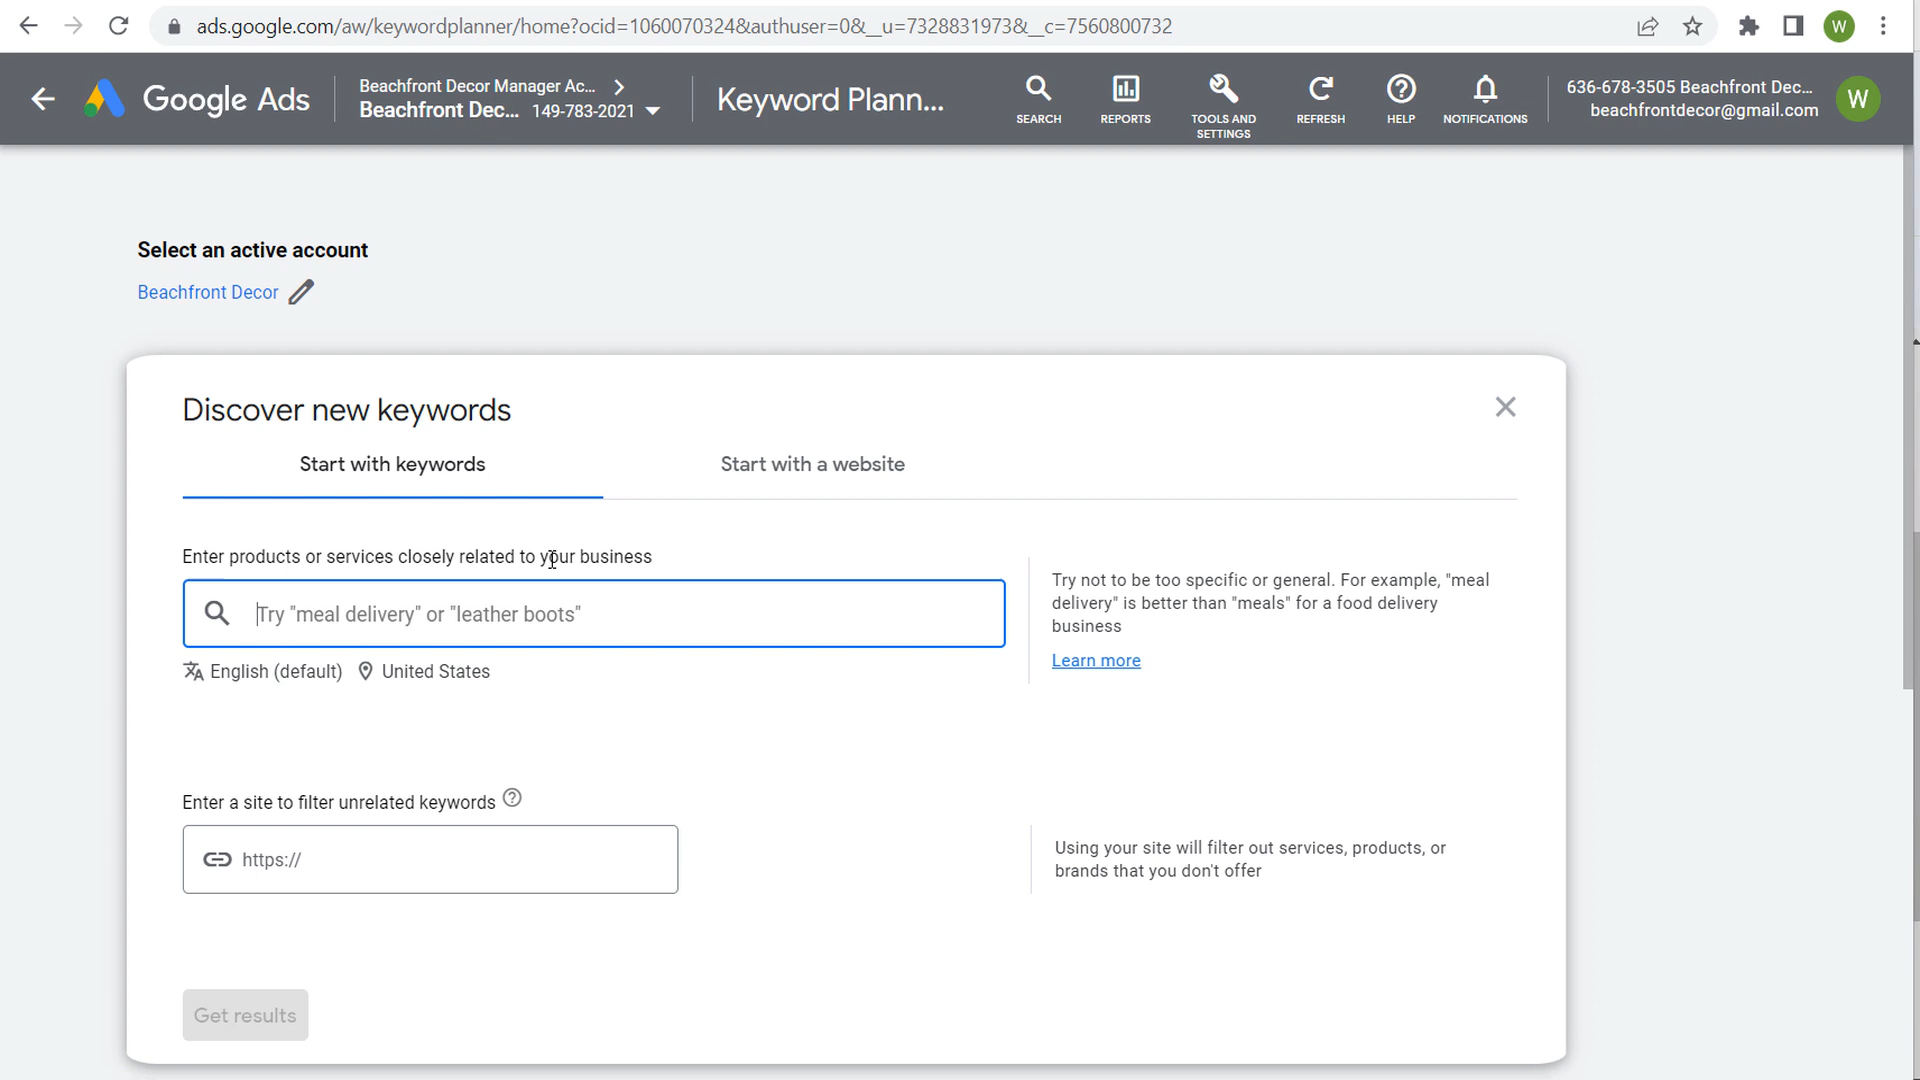 ads.google.com/aw/keywordplanner/home?ocid=1060070324&authuser=0&__u=7328831973&__c=7560800732
W
Google Ads
Beachfront Decor Manager Ac...
Beachfront Dec... 149-783-2021
Keyword Plann...
SEARCH
REPORTS
TOOLS AND
SETTINGS
REFRESH
HELP
NOTIFICATIONS
636-678-3505 Beachfront Dec...
beachfrontdecor@gmail.com
W
Select an active account
Beachfront Decor
Discover new keywords
Start with keywords
Start with a website
Enter products or services closely related to your business
Try "meal delivery" or "leather boots"
English (default) United States
Try not to be too specific or general. For example, "meal
delivery" is better than "meals" for a food delivery
business
Learn more
Enter a site to filter unrelated keywords
https://
Using your site will filter out services, products, or
brands that you don't offer
Get results